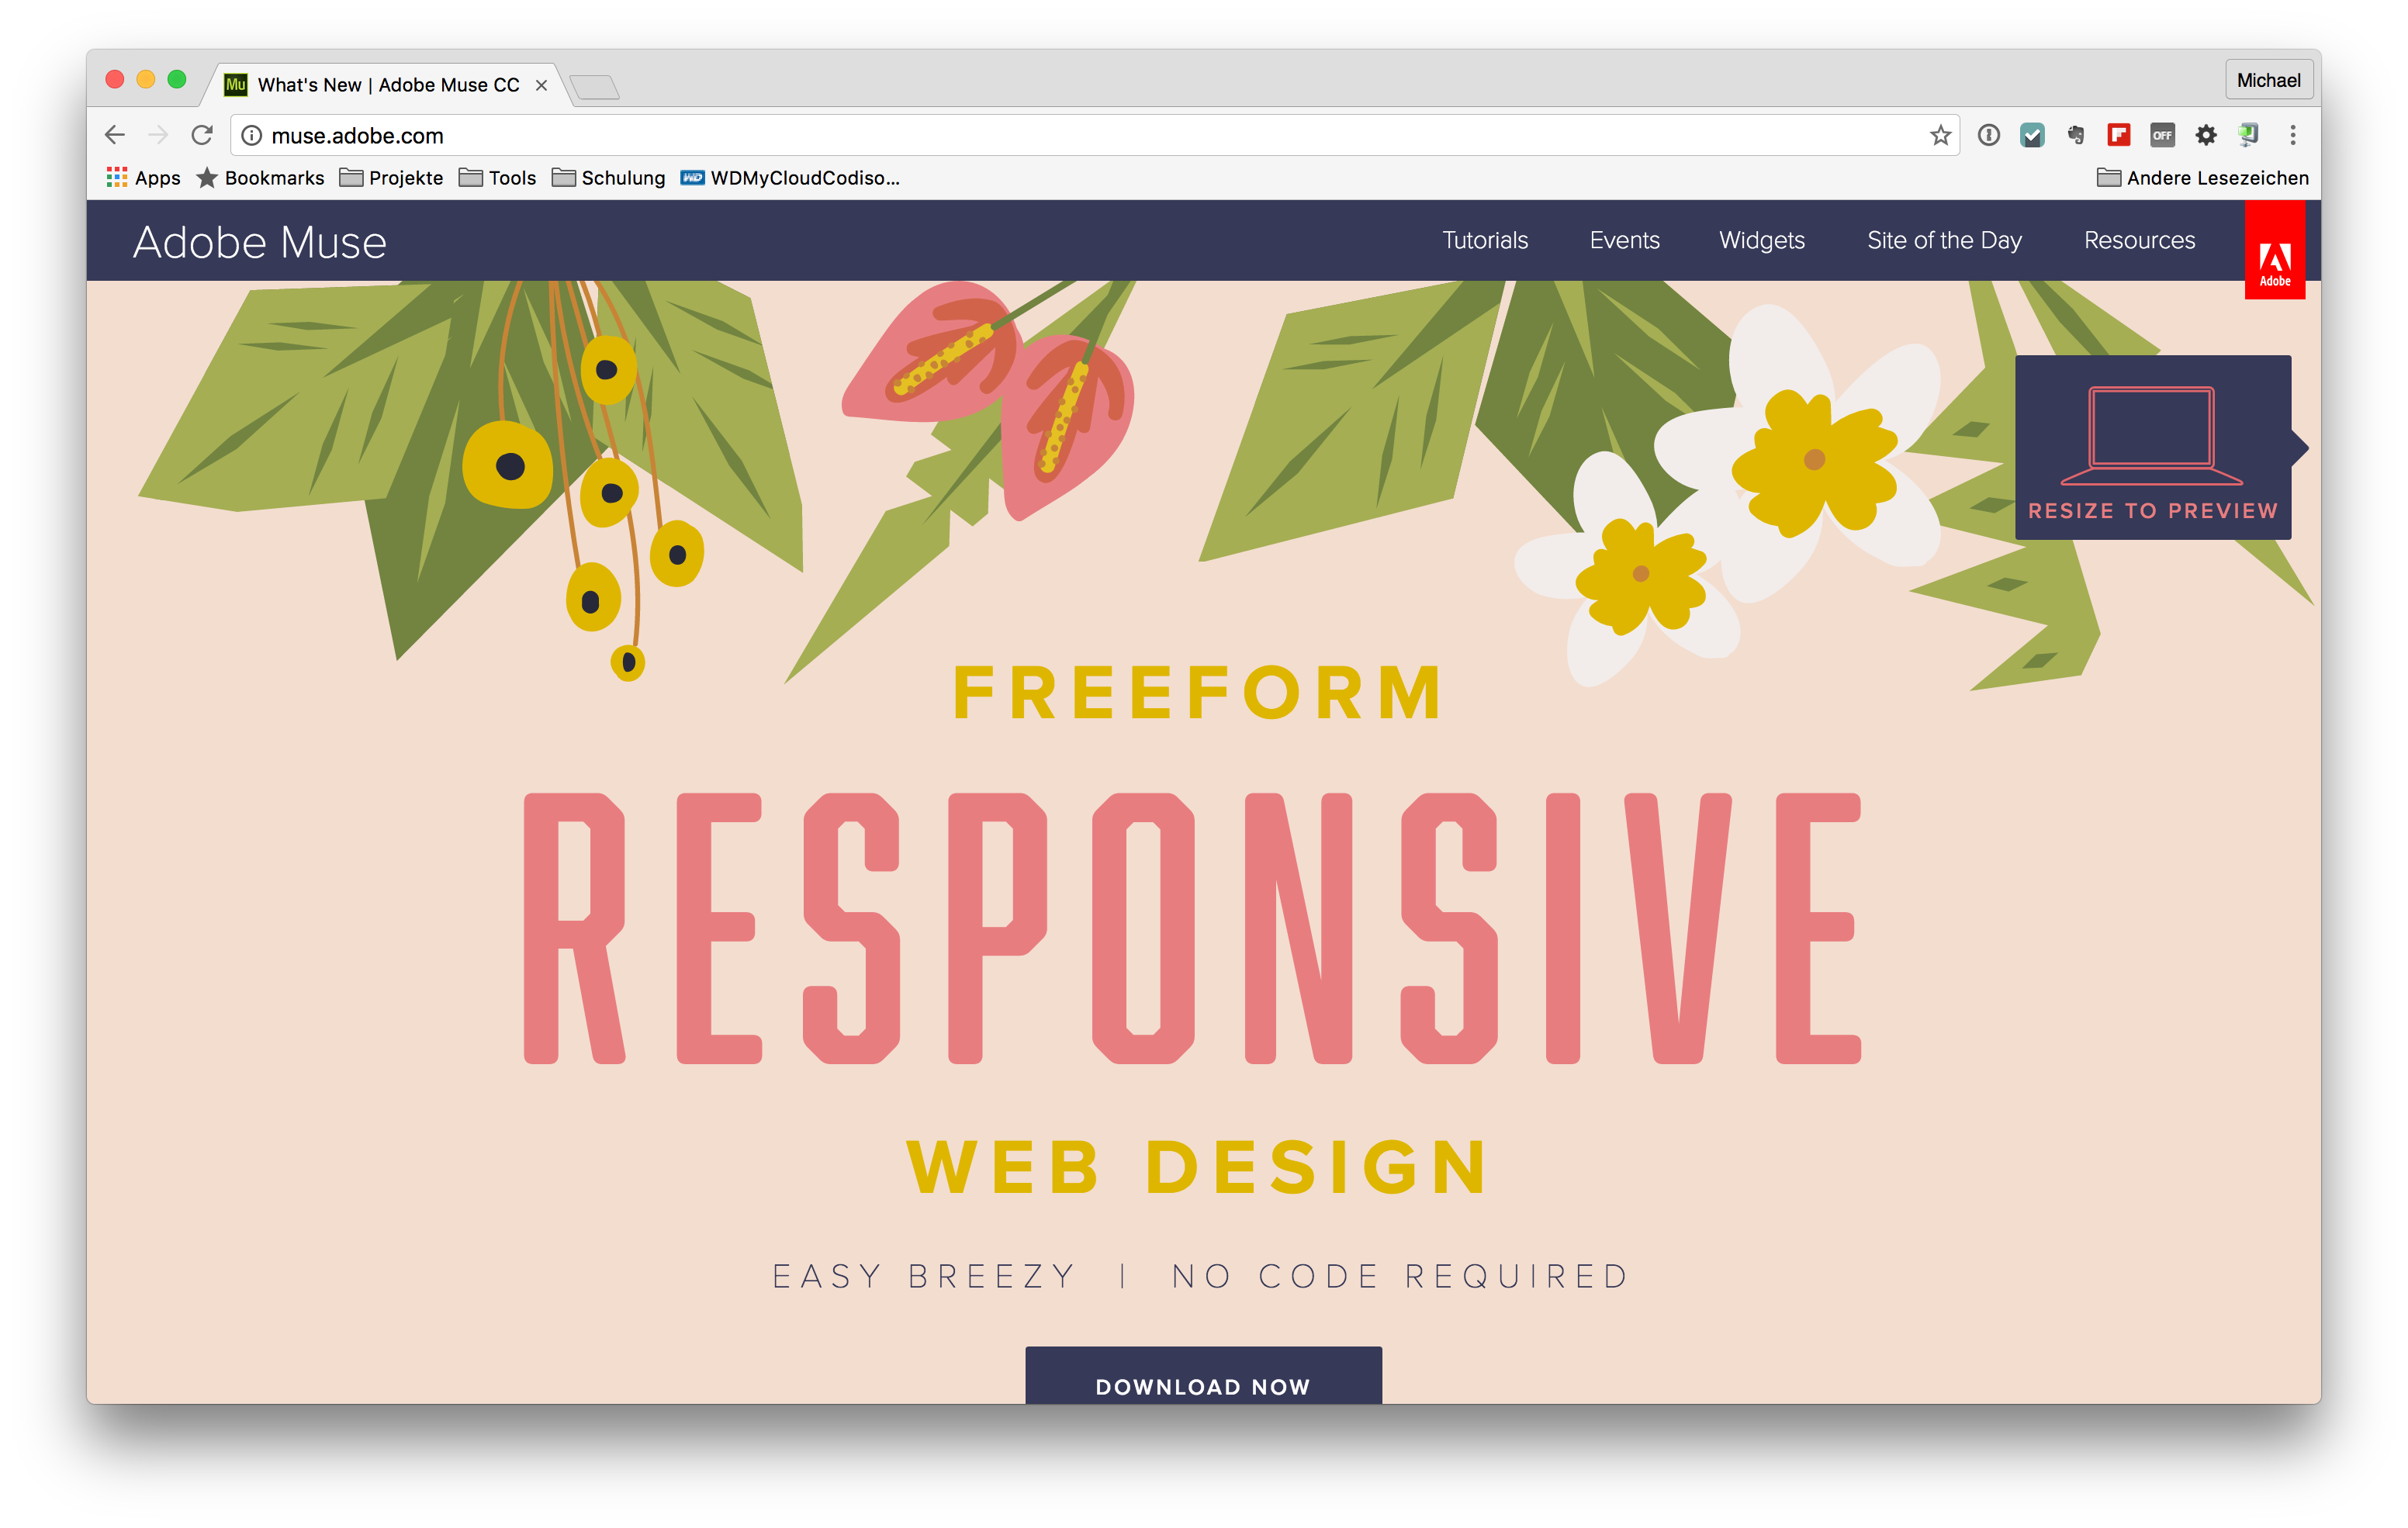 Mu What's New | Adobe Muse CC
Michael
muse.adobe.com
OFF
Apps Bookmarks Projekte Tools Schulung WD WDMyCloudCodiso... Andere Lesezeichen
Adobe Muse Tutorials Events Widgets Site of the Day Resources
Adobe
RESIZE TO PREVIEW
FREEFORM
RESPONSIVE
WEB DESIGN
EASY BREEZY | NO CODE REQUIRED
DOWNLOAD NOW